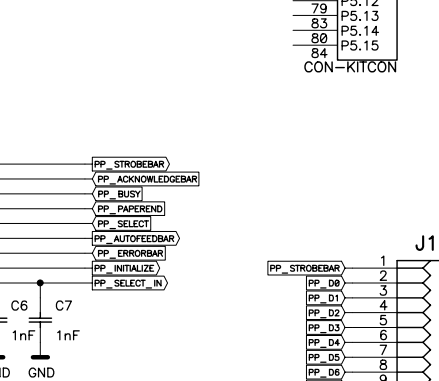 P5.12
79 P5.13
83 P5.14
80 P5.15
84
CON-KITCON
PP_STROBEBAR
PP_ACKNOWLEDGEBAR
PP_BUSY
PP_PAPEREND
PP_SELECT
PP_AUTOFEEDBAR
PP_ERRORBAR
PP_INITIALIZE
PP_SELECT_IN
C6 C7
1nF 1nF
GND
J1
PP_STROBEBAR 1
PP_D0 2
PP_D1 3
PP_D2 4
PP_D3 5
PP_D4 6
PP_D5 7
PP_D6 8
9